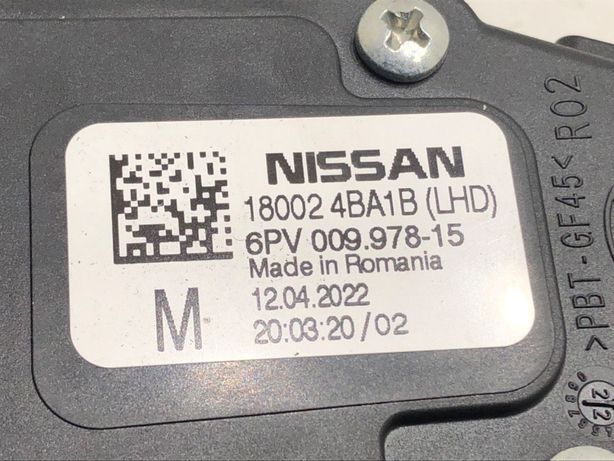 NISSAN
18002 4BA1B (LHD)
6PV 009.978-15
Made in Romania
M
12.04.2022
20:03:20/02
>PBT-GF45< R02